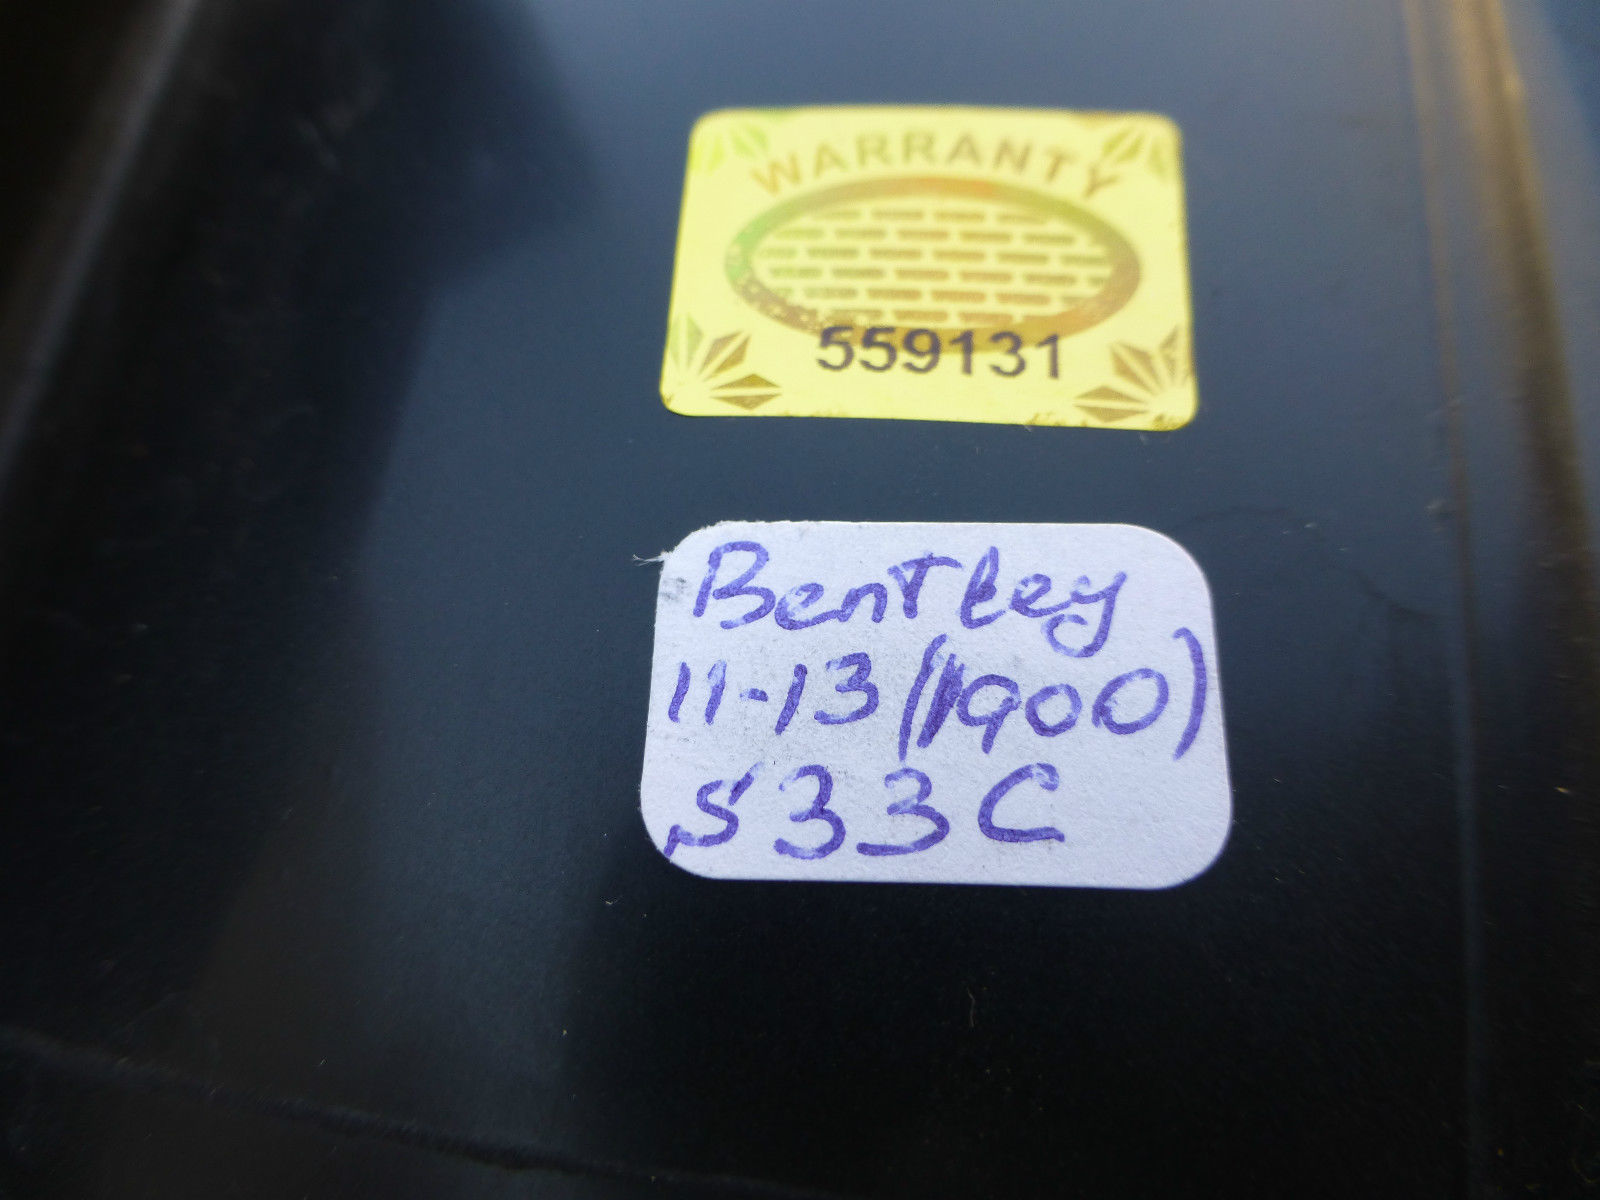 WARRANTY
559131
Bentley
11-13 (1900)
S33C